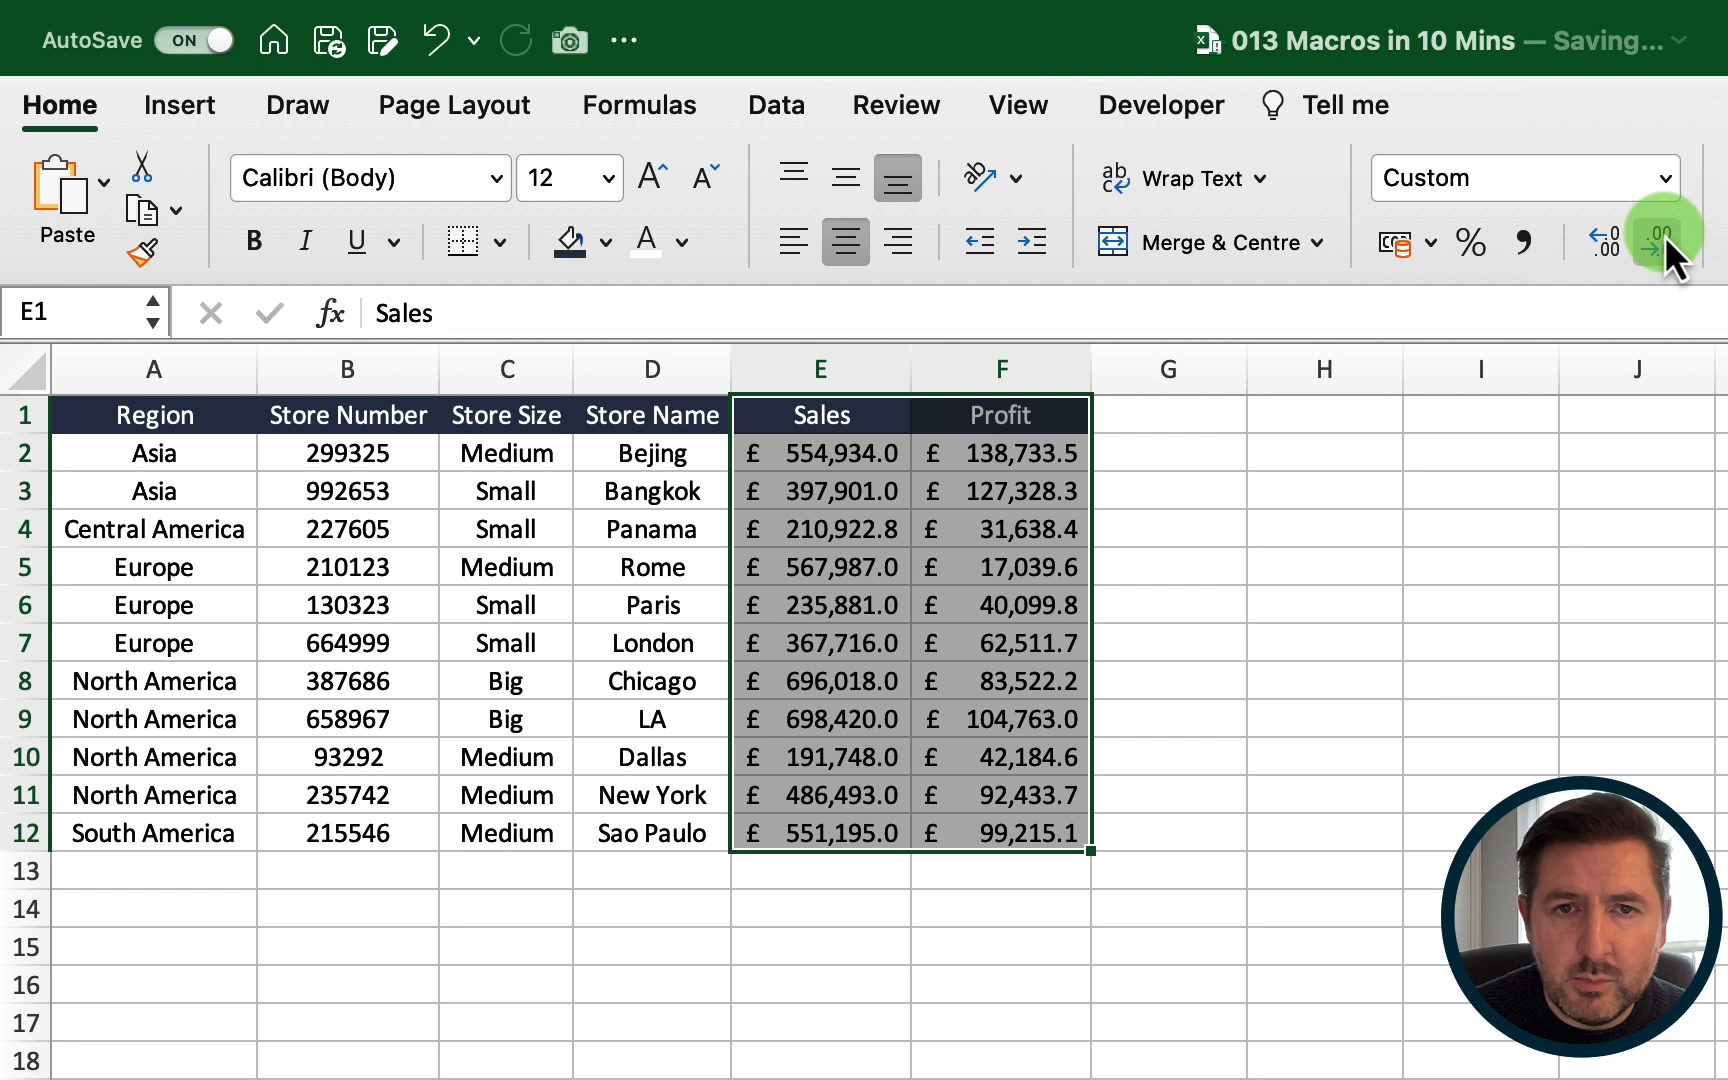 AutoSave ON 013 Macros in 10 Mins — Saving...
Home Insert Draw Page Layout Formulas Data Review View Developer Tell me
Paste Calibri (Body) 12 Wrap Text Custom
B I U A Merge & Centre %
E1 fx Sales
A B C D E F G H I J
1 Region Store Number Store Size Store Name Sales Profit
2 Asia 299325 Medium Bejing £ 554,934.0 £ 138,733.5
3 Asia 992653 Small Bangkok £ 397,901.0 £ 127,328.3
4 Central America 227605 Small Panama £ 210,922.8 £ 31,638.4
5 Europe 210123 Medium Rome £ 567,987.0 £ 17,039.6
6 Europe 130323 Small Paris £ 235,881.0 £ 40,099.8
7 Europe 664999 Small London £ 367,716.0 £ 62,511.7
8 North America 387686 Big Chicago £ 696,018.0 £ 83,522.2
9 North America 658967 Big LA £ 698,420.0 £ 104,763.0
10 North America 93292 Medium Dallas £ 191,748.0 £ 42,184.6
11 North America 235742 Medium New York £ 486,493.0 £ 92,433.7
12 South America 215546 Medium Sao Paulo £ 551,195.0 £ 99,215.1
13
14
15
16
17
18